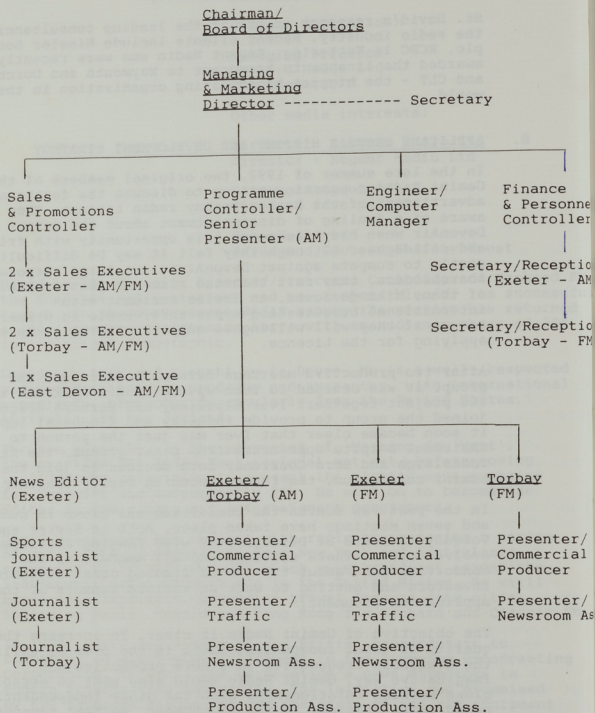 Chairman/
Board of Directors
Managing
& Marketing
Director ------------- Secretary
Sales
& Promotions
Controller
2 x Sales Executives
(Exeter - AM/FM)
2 x Sales Executives
(Torbay - AM/FM)
1 x Sales Executive
(East Devon - AM/FM)
Programme
Controller/
Senior
Presenter (AM)
Engineer/
Computer
Manager
Finance
& Personne
Controller
Secretary/Receptio
(Exeter - AM
Secretary/Receptio
(Torbay - FM
News Editor
(Exeter)
Sports
journalist
(Exeter)
Journalist
(Exeter)
Journalist
(Torbay)
Exeter/
Torbay (AM)
Presenter/
Commercial
Producer
Presenter/
Traffic
Presenter/
Newsroom Ass.
Presenter/
Production Ass.
Exeter
(FM)
Presenter
Commercial
Producer
Presenter/
Traffic
Presenter/
Newsroom Ass.
Presenter/
Production Ass.
Torbay
(FM)
Presenter/
Commercial
Producer
Presenter/
Newsroom As